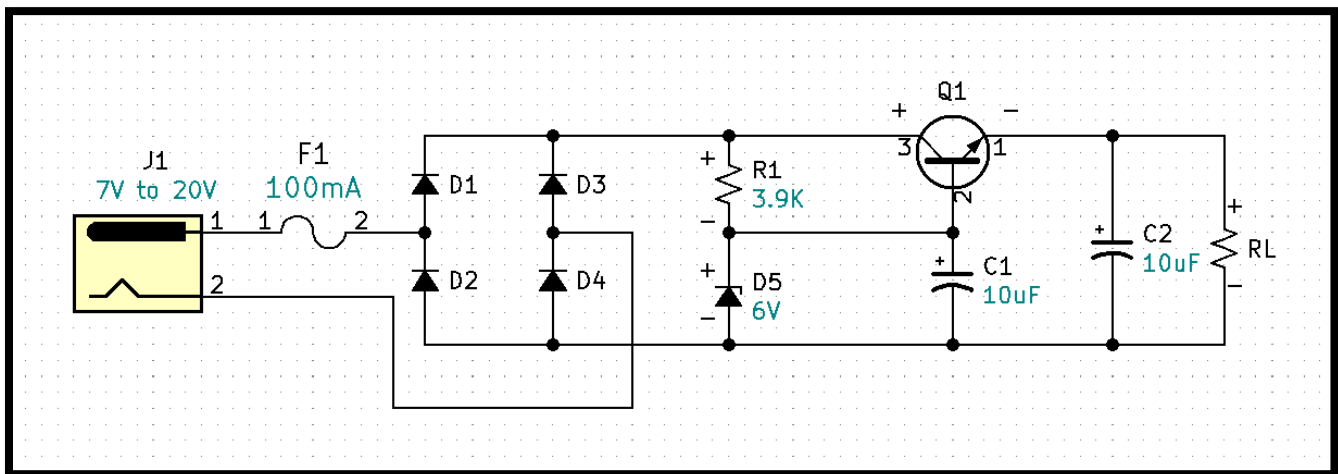 Q1
+
-
3
1
2
J1
7V to 20V
F1
100mA
1
1
2
2
D1
D3
D2
D4
+
R1
3.9K
-
+
D5
6V
-
+
C1
10uF
+
C2
10uF
+
RL
-